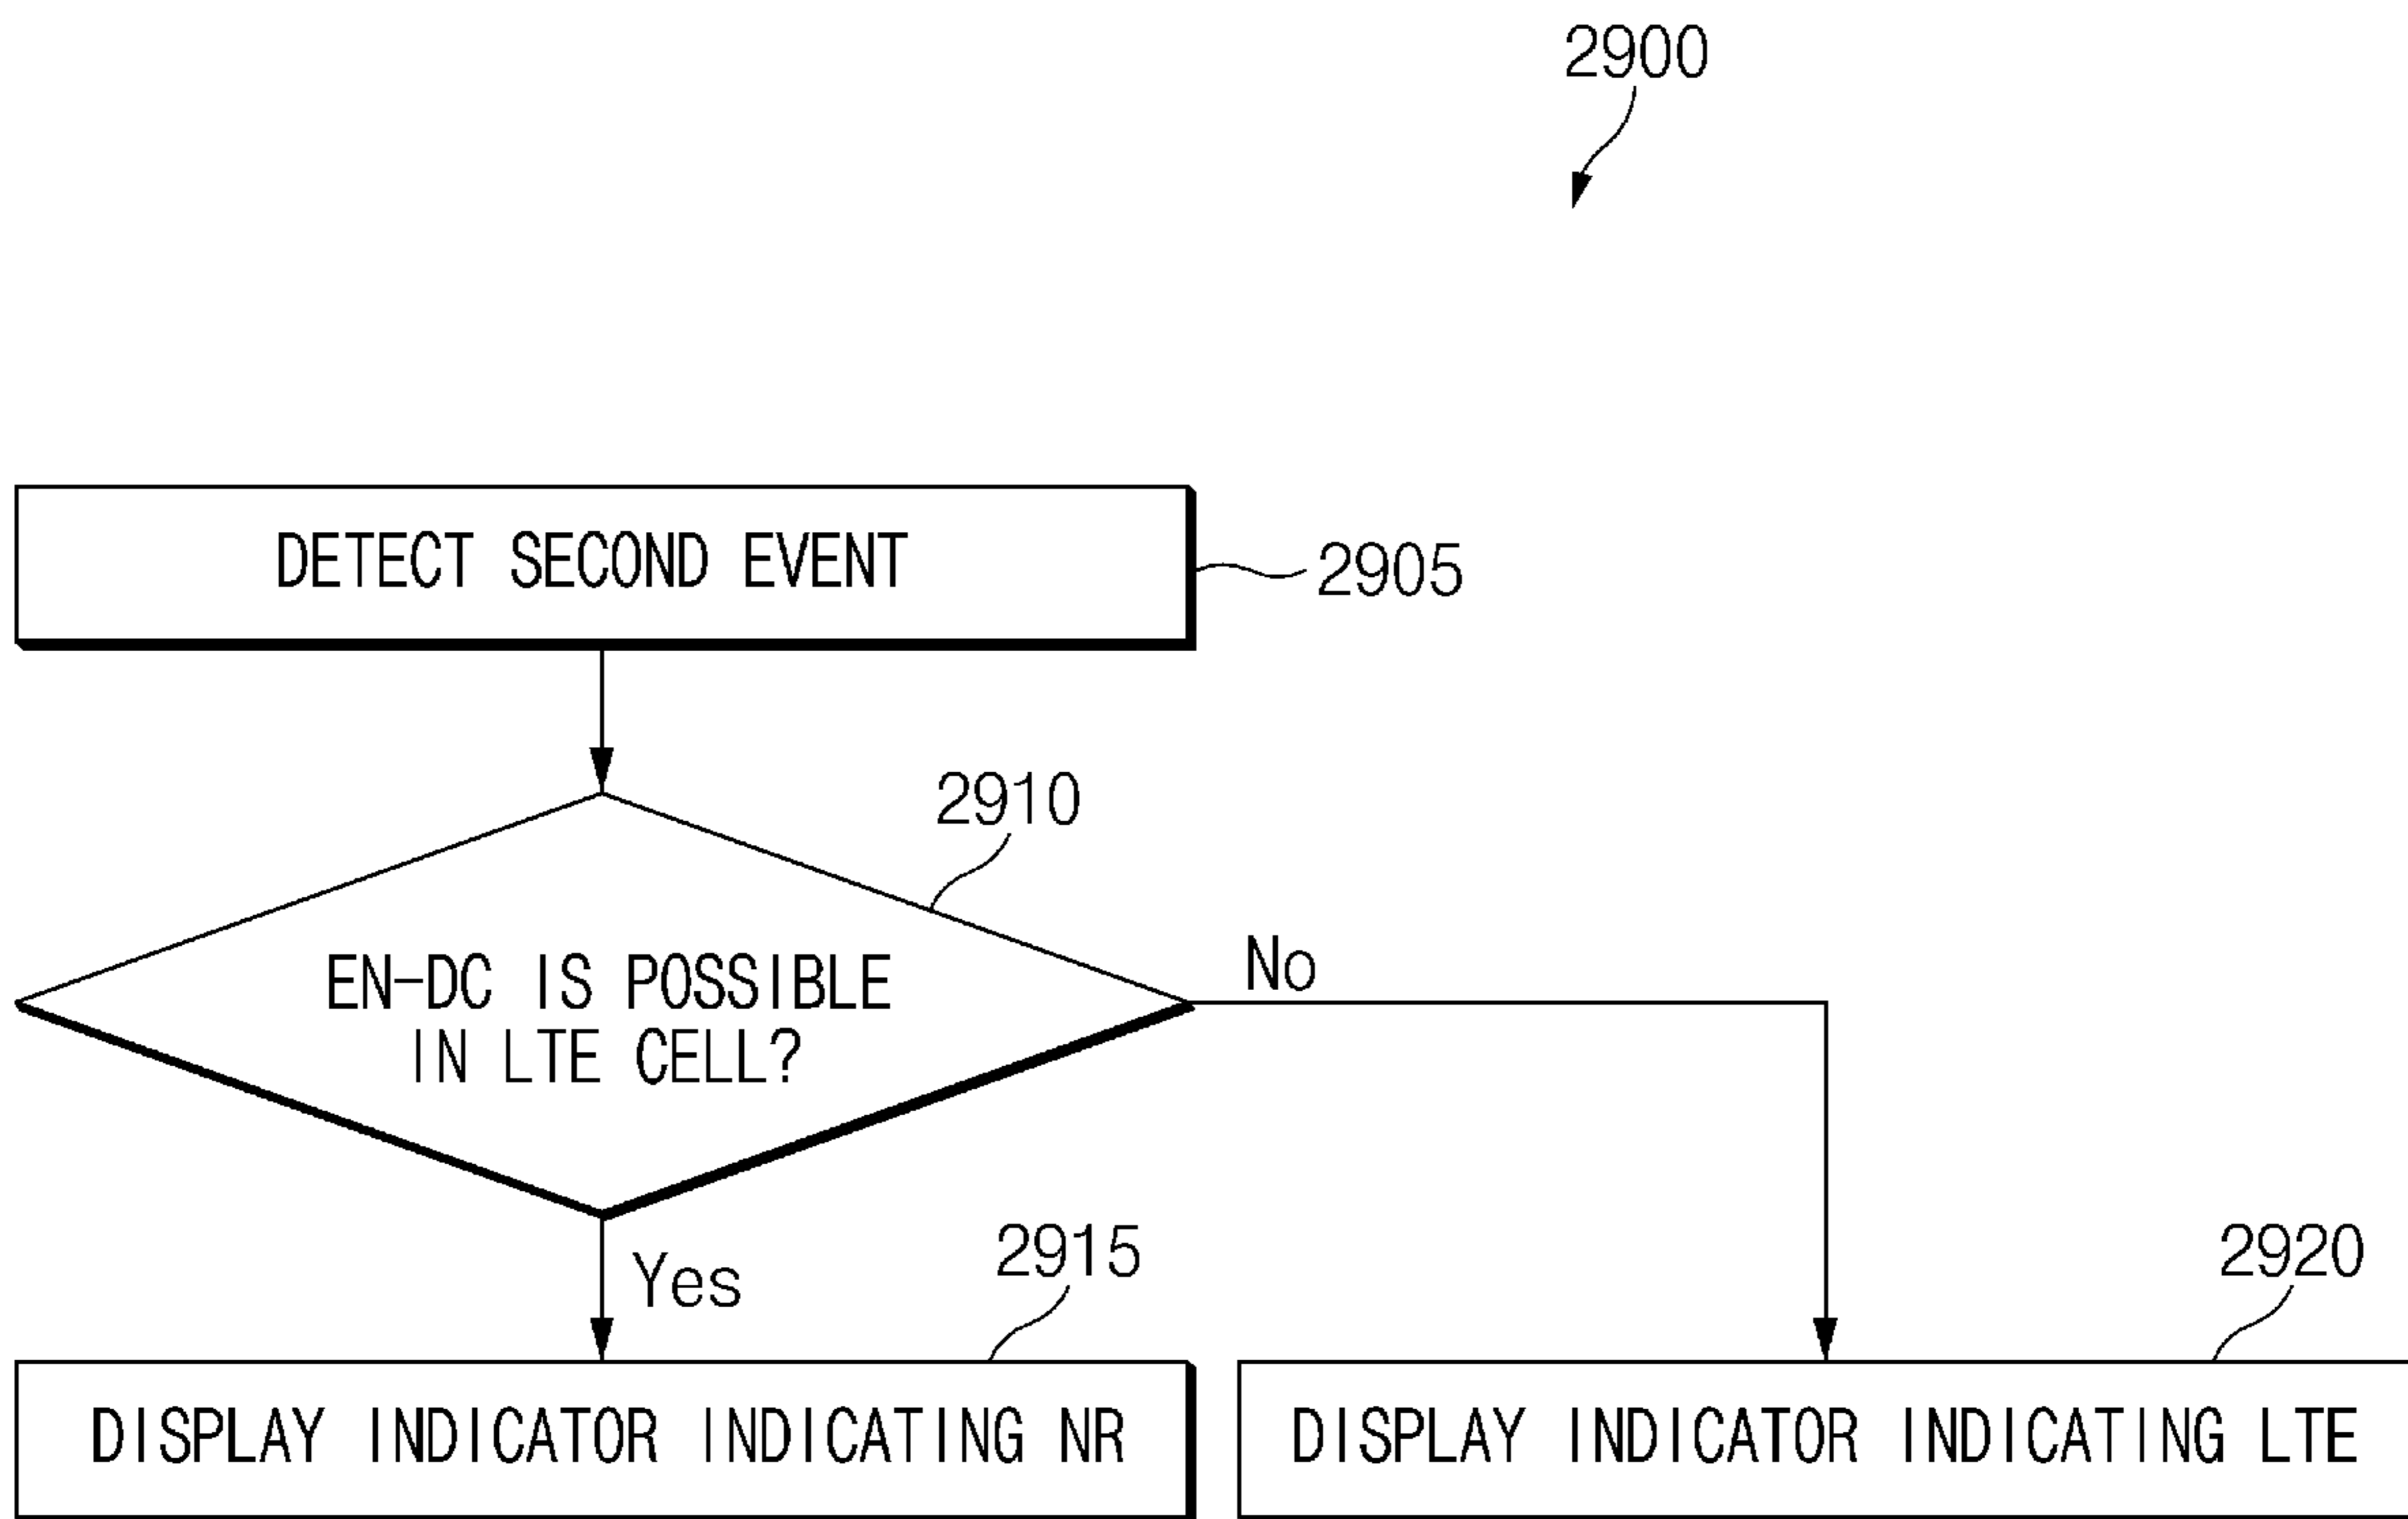 2900
DETECT SECOND EVENT
2905
2910
EN-DC IS POSSIBLE
IN LTE CELL?
No
Yes
2915
2920
DISPLAY INDICATOR INDICATING NR
DISPLAY INDICATOR INDICATING LTE